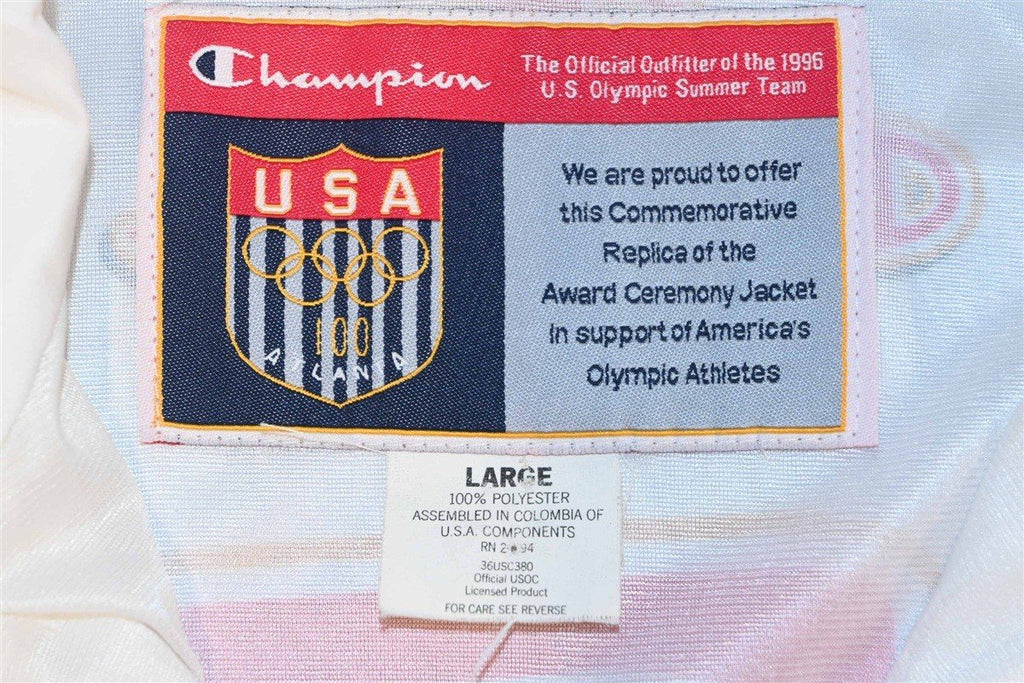 Champion
The Official Outfitter of the 1996
U.S. Olympic Summer Team
USA
100
ATLANTA
We are proud to offer
this Commemorative
Replica of the
Award Ceremony Jacket
In support of America's
Olympic Athletes
LARGE
100% POLYESTER
ASSEMBLED IN COLOMBIA OF
U.S.A. COMPONENTS
RN
36USC380
Official USOC
Licensed Product
FOR CARE SEE REVERSE